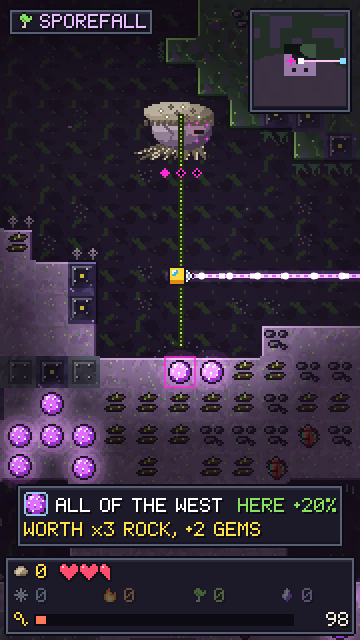 SPOREFALL
ALL OF THE WEST HERE +20%
WORTH x3 ROCK, +2 GEMS
0
0 0 0 0
98